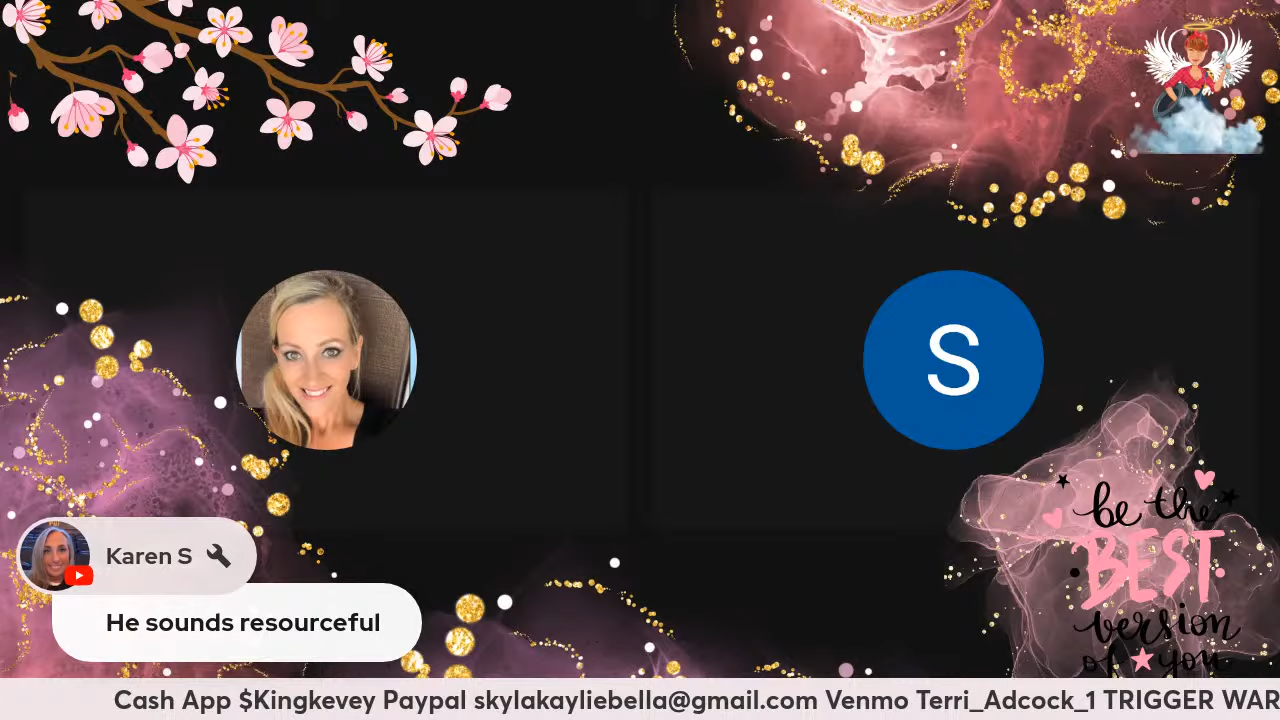 S
be the
BEST
version
of you
Karen S
He sounds resourceful
Cash App $Kingkevey Paypal skylakayliebella@gmail.com Venmo Terri_Adcock_1 TRIGGER WAR